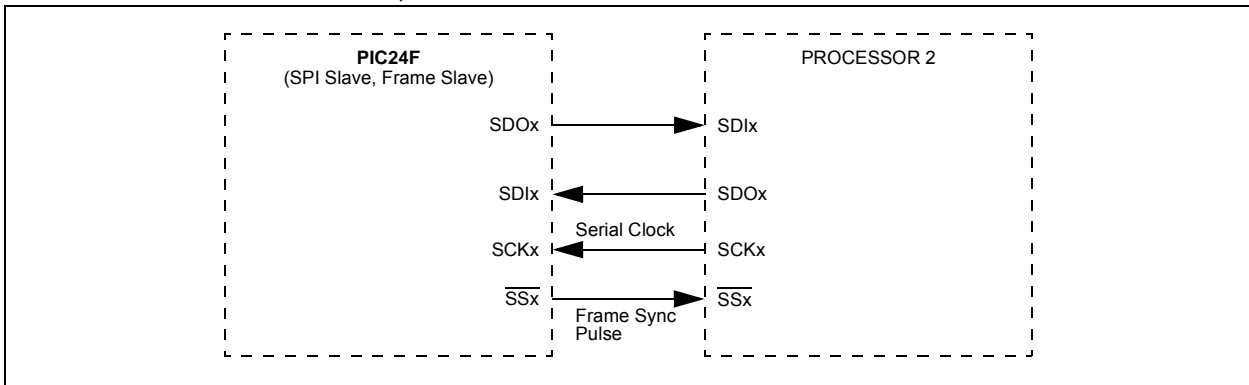 PIC24F
(SPI Slave, Frame Slave)
PROCESSOR 2
SDOx
SDIx
SDIx
SDOx
Serial Clock
SCKx
SCKx
SSx
SSx
Frame Sync
Pulse